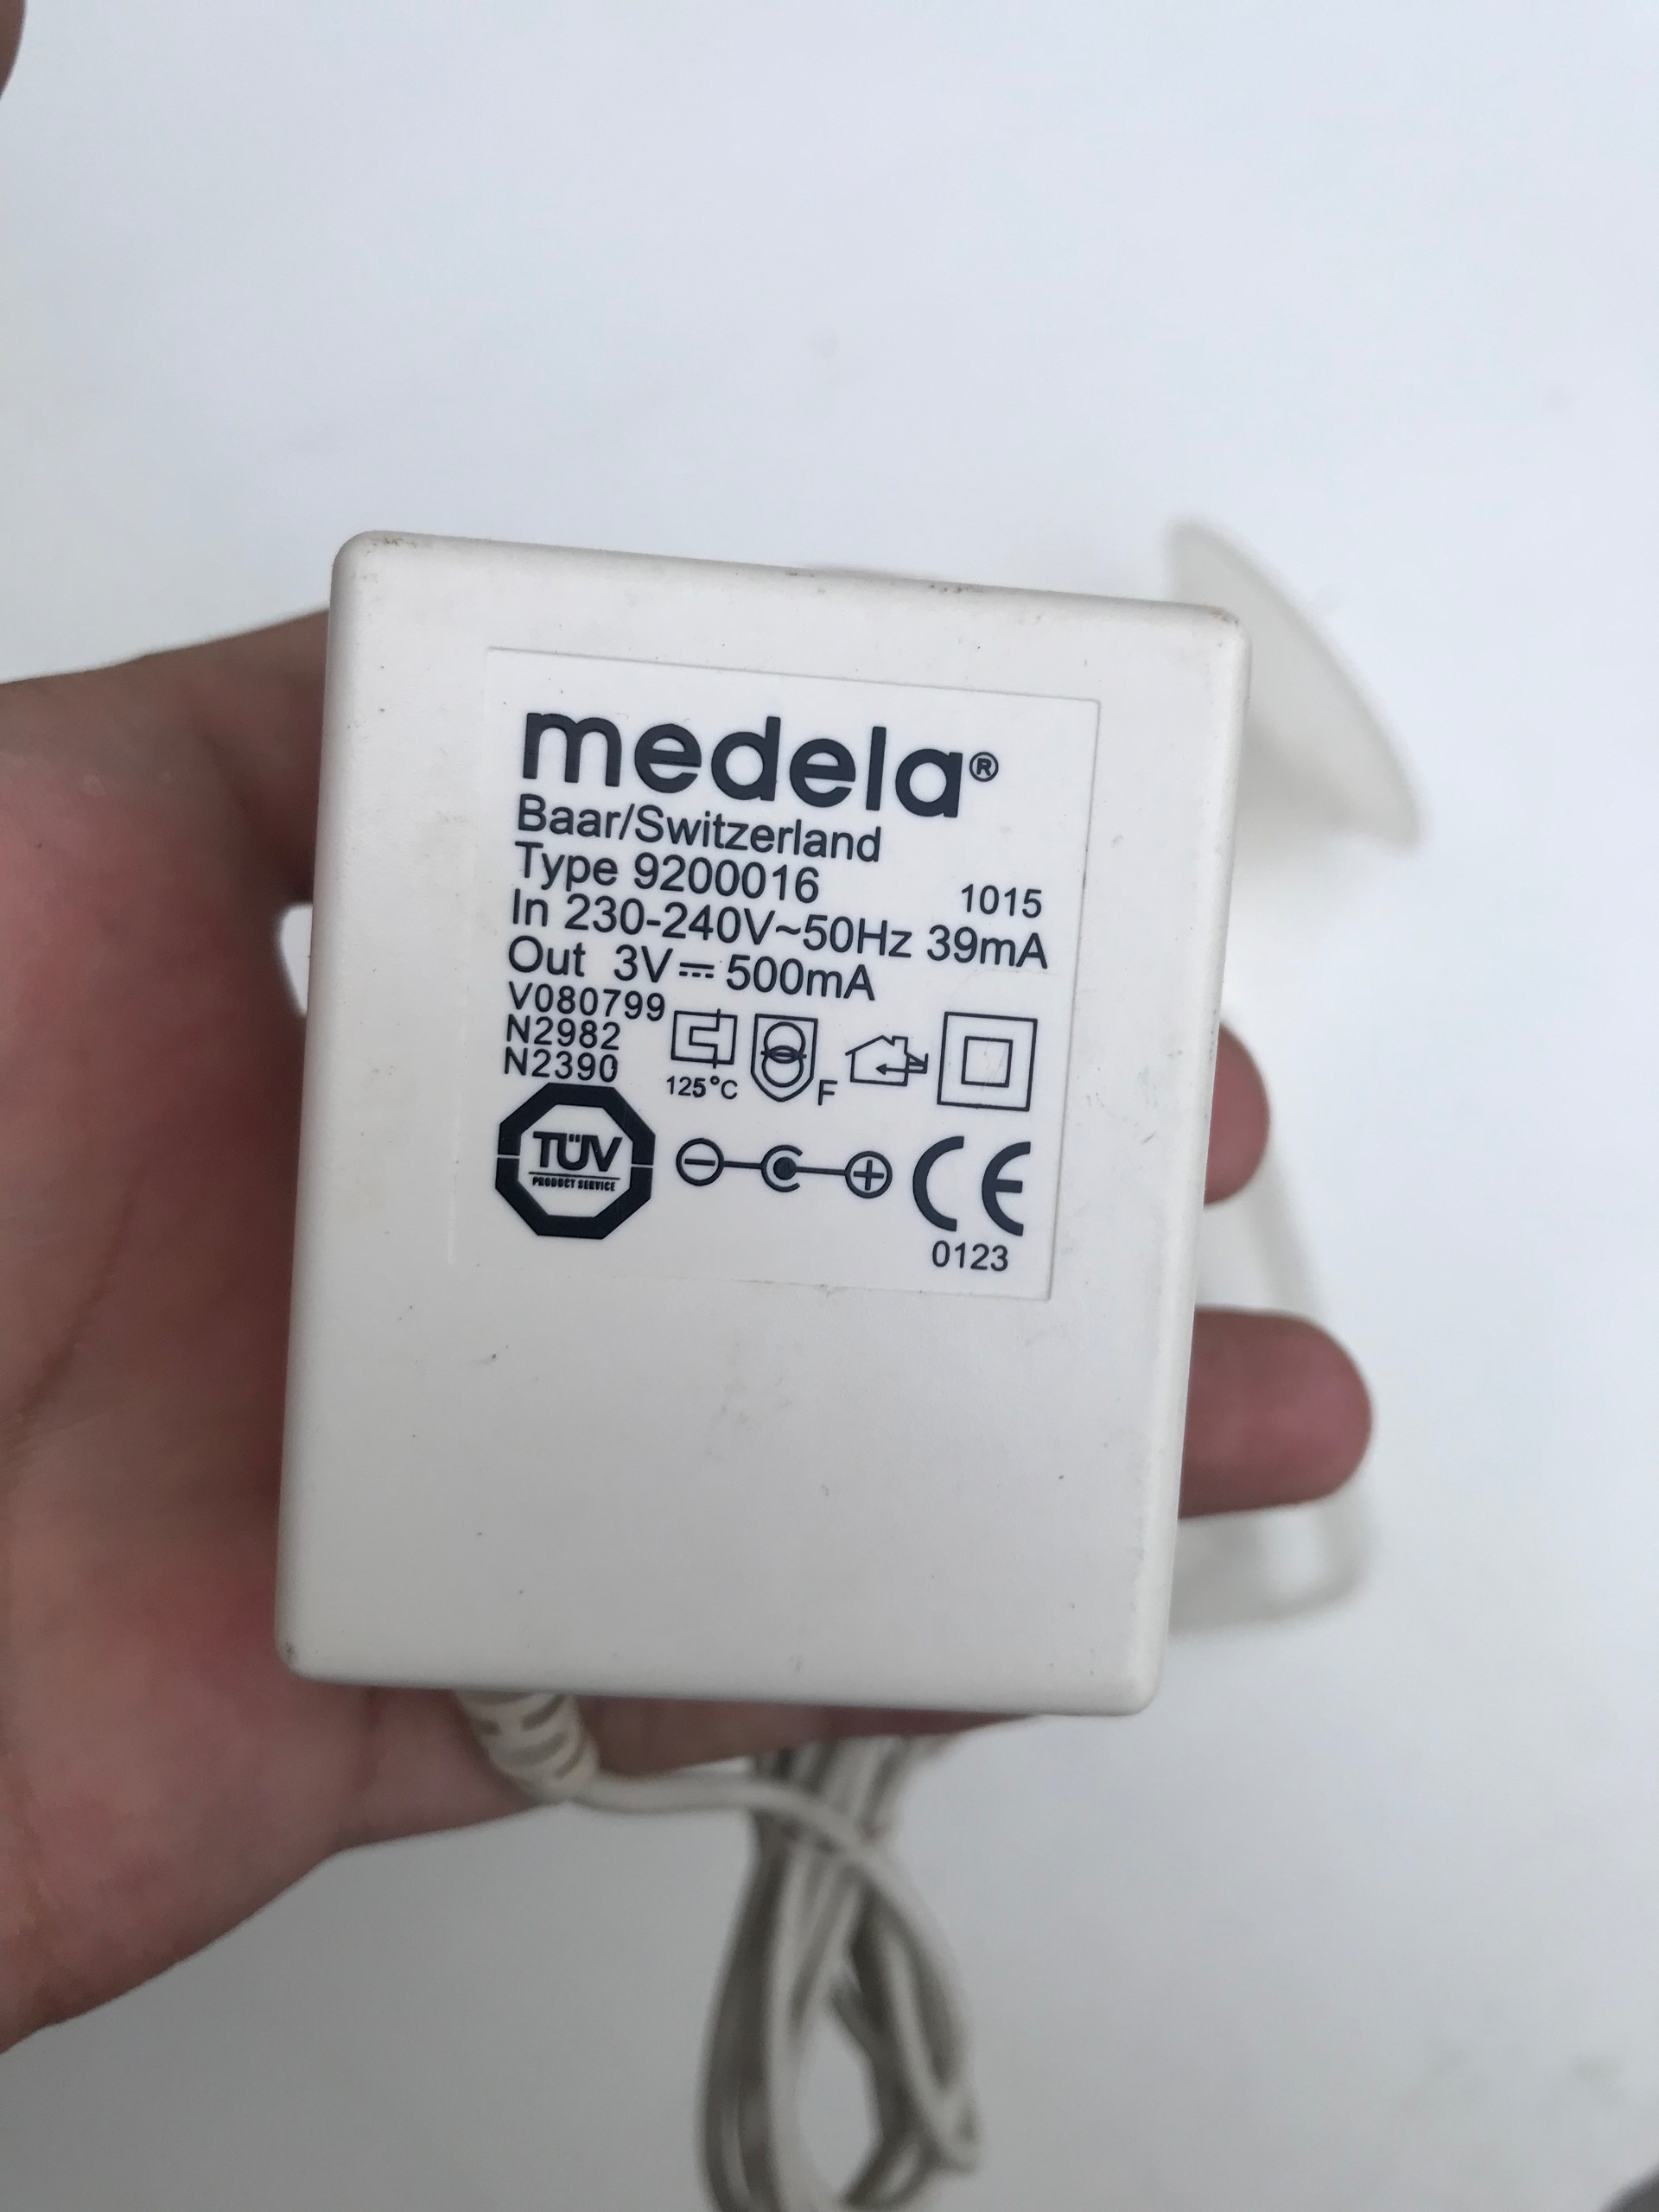 medela®
Baar/Switzerland
Type 9200016 1015
In 230-240V~50Hz 39mA
Out 3V⎓500mA
V080799
N2982
N2390
125°C
F
TÜV
PRODUCT SERVICE
CE
0123